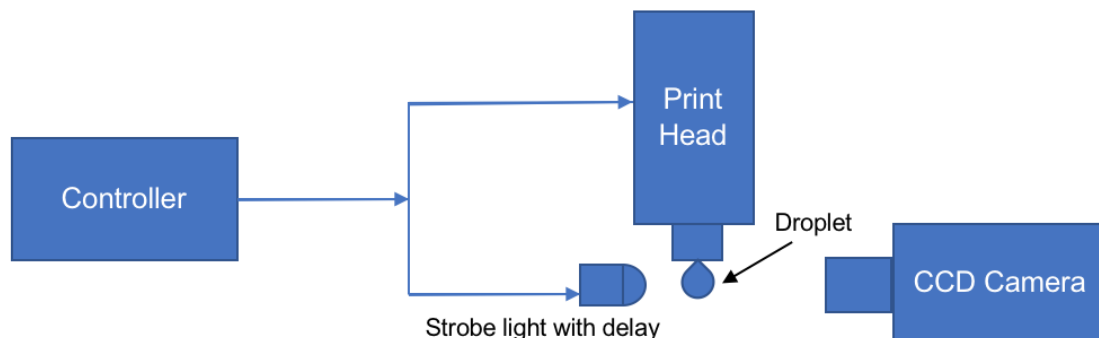 Print
Head
Controller
Droplet
CCD Camera
Strobe light with delay